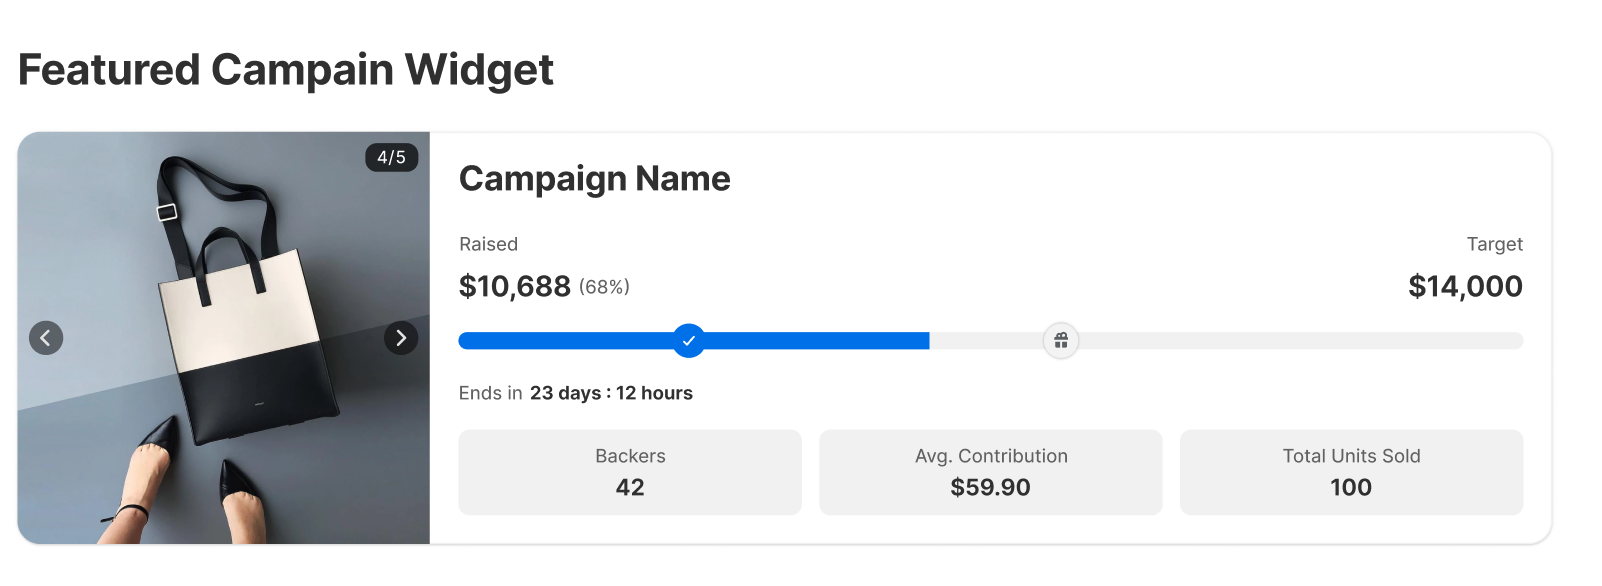 Featured Campain Widget
4/5
Campaign Name
Raised
Target
$10,688 (68%)
$14,000
Ends in 23 days : 12 hours
Backers
42
Avg. Contribution
$59.90
Total Units Sold
100